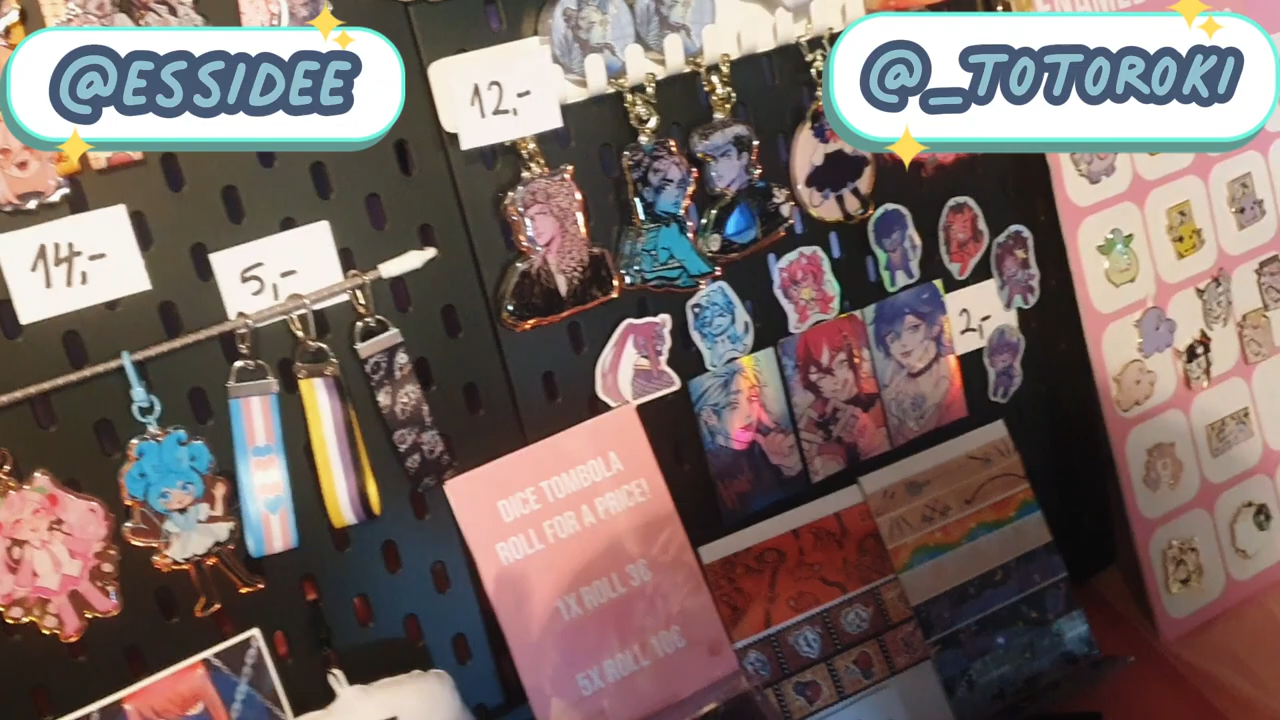 @ESSIDEE
@_TOTOROKI
12,-
14,-
5,-
2,-
DICE TOMBOLA
ROLL FOR A PRICE!
1X ROLL 3€
5X ROLL 10€